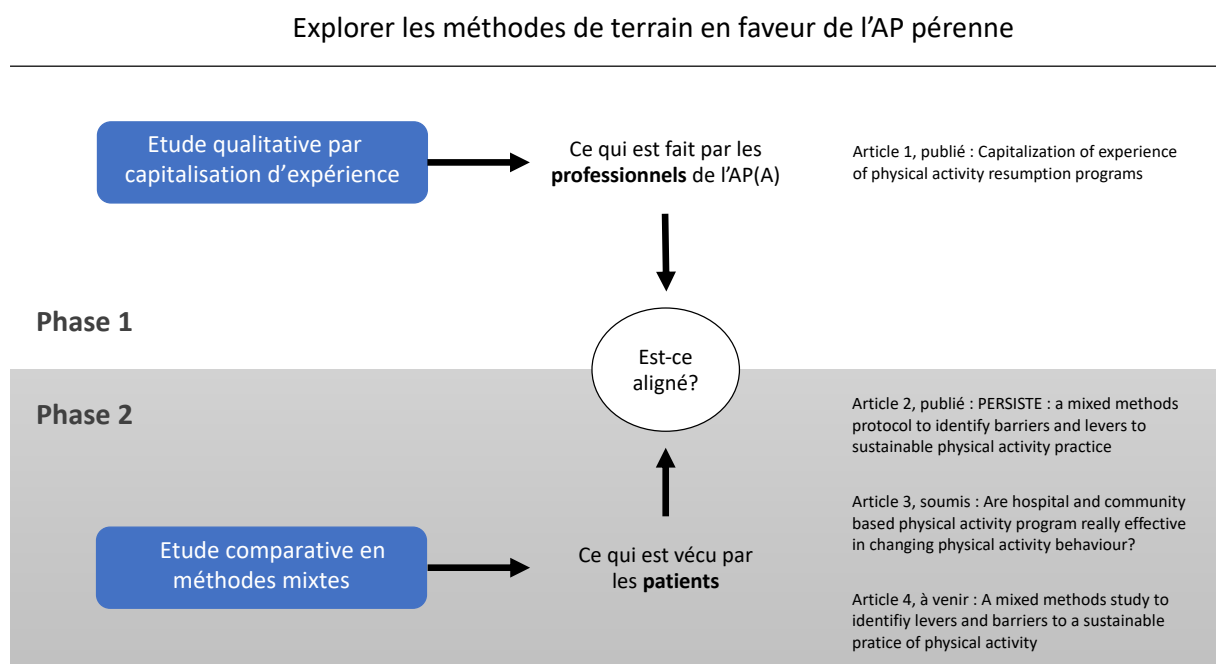 Explorer les méthodes de terrain en faveur de l’AP pérenne
Etude qualitative par
capitalisation d’expérience
Ce qui est fait par les
professionnels de l’AP(A)
Article 1, publié : Capitalization of experience
of physical activity resumption programs
Phase 1
Est-ce
aligné?
Phase 2
Article 2, publié : PERSISTE : a mixed methods
protocol to identify barriers and levers to
sustainable physical activity practice
Article 3, soumis : Are hospital and community
based physical activity program really effective
in changing physical activity behaviour?
Etude comparative en
méthodes mixtes
Ce qui est vécu par
les patients
Article 4, à venir : A mixed methods study to
identifiy levers and barriers to a sustainable
pratice of physical activity